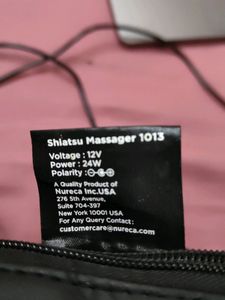 Shiatsu Massager 1013
Voltage : 12V
Power : 24W
Polarity :
A Quality Product of
Nureca Inc.USA
276 5th Avenue,
Suite 704-397
New York 10001 USA
For Any Query Contact :
customercare@nureca.com